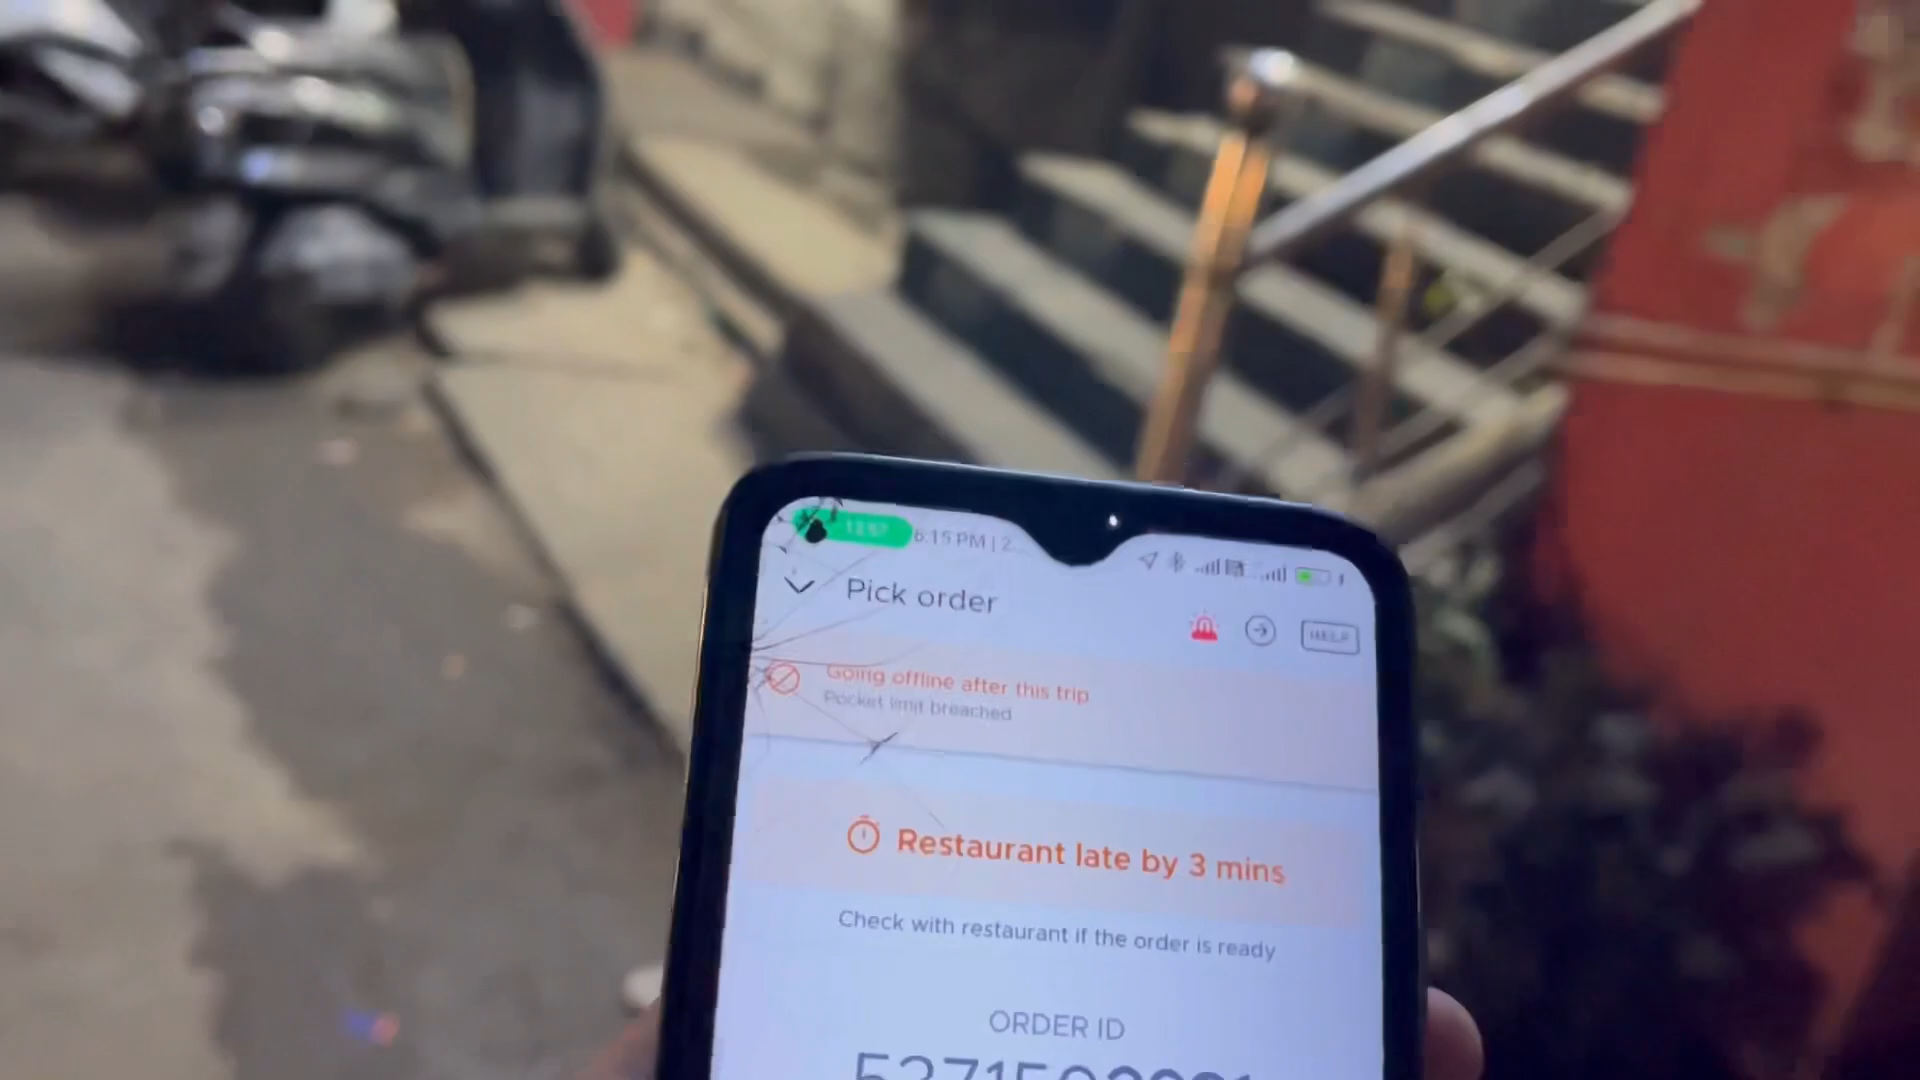 6:15 PM | 2...
Pick order
HELP
Going offline after this trip
Pocket limit breached
Restaurant late by 3 mins
Check with restaurant if the order is ready
ORDER ID